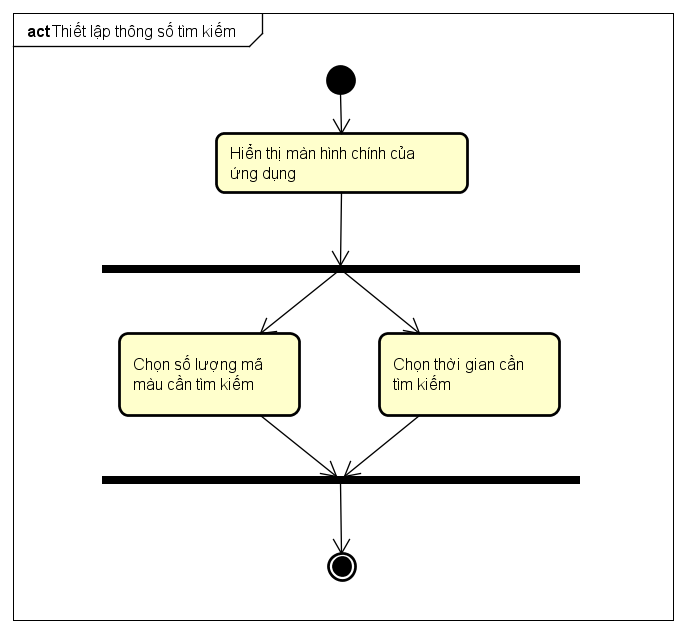 act Thiết lập thông số tìm kiếm
Hiển thị màn hình chính của
ứng dụng
Chọn số lượng mã
màu cần tìm kiếm
Chọn thời gian cần
tìm kiếm